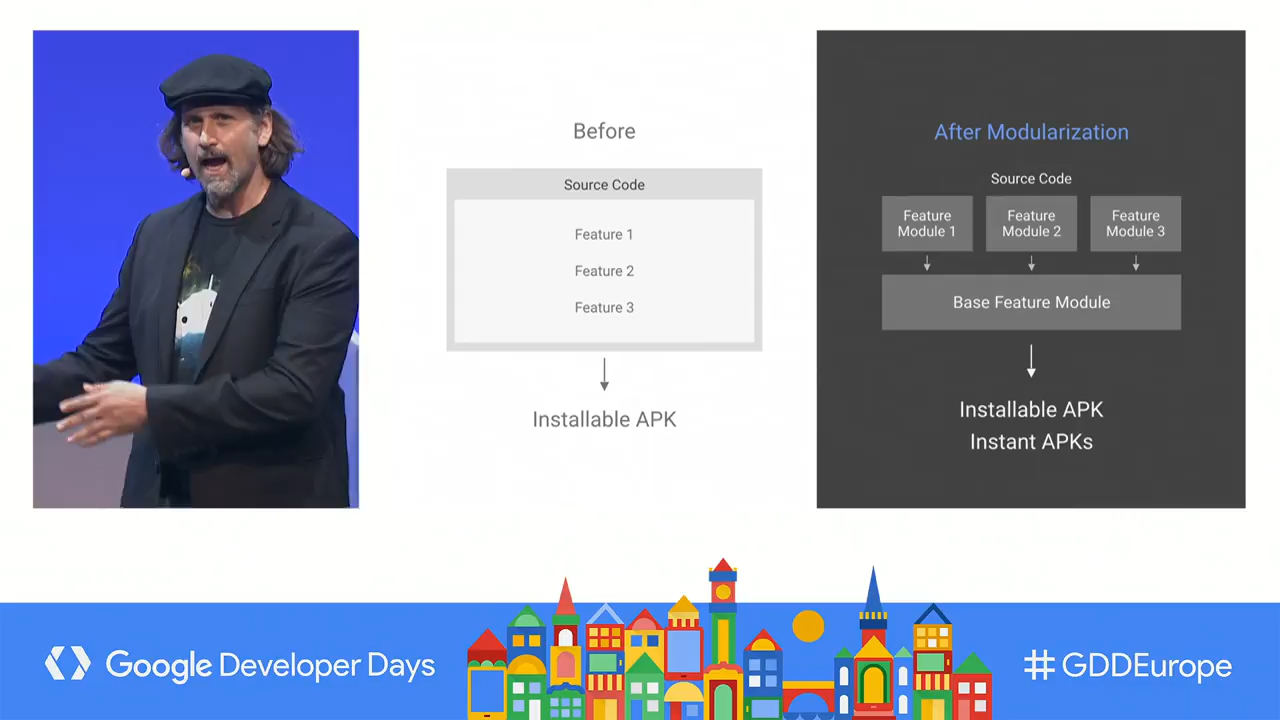 Before
Source Code
Feature 1
Feature 2
Feature 3
Installable APK
After Modularization
Source Code
Feature
Module 1
Feature
Module 2
Feature
Module 3
Base Feature Module
Installable APK
Instant APKs
Google Developer Days
#GDDEurope